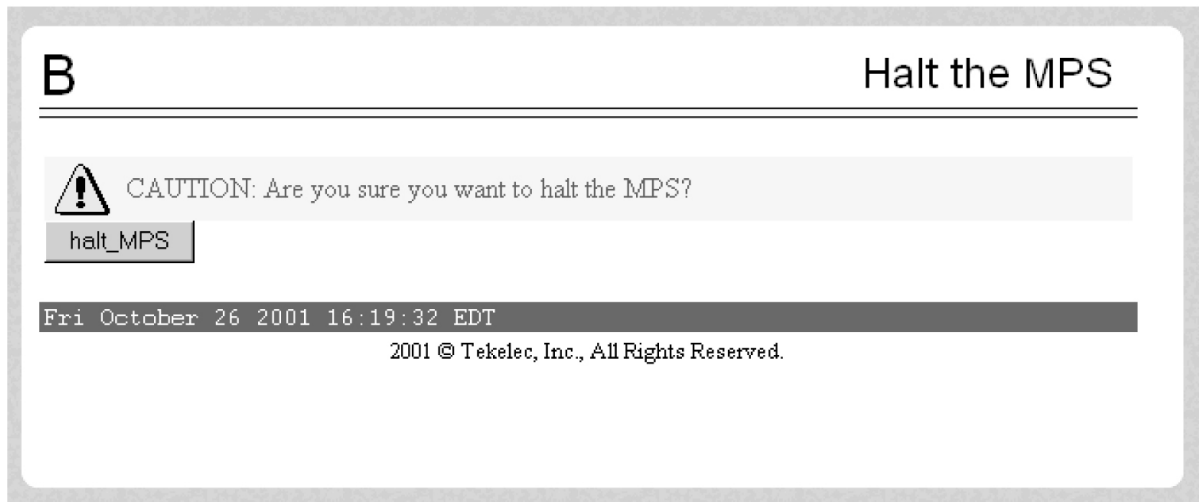 B
Halt the MPS
CAUTION: Are you sure you want to halt the MPS?
halt_MPS
Fri October 26 2001 16:19:32 EDT
2001 © Tekelec, Inc., All Rights Reserved.